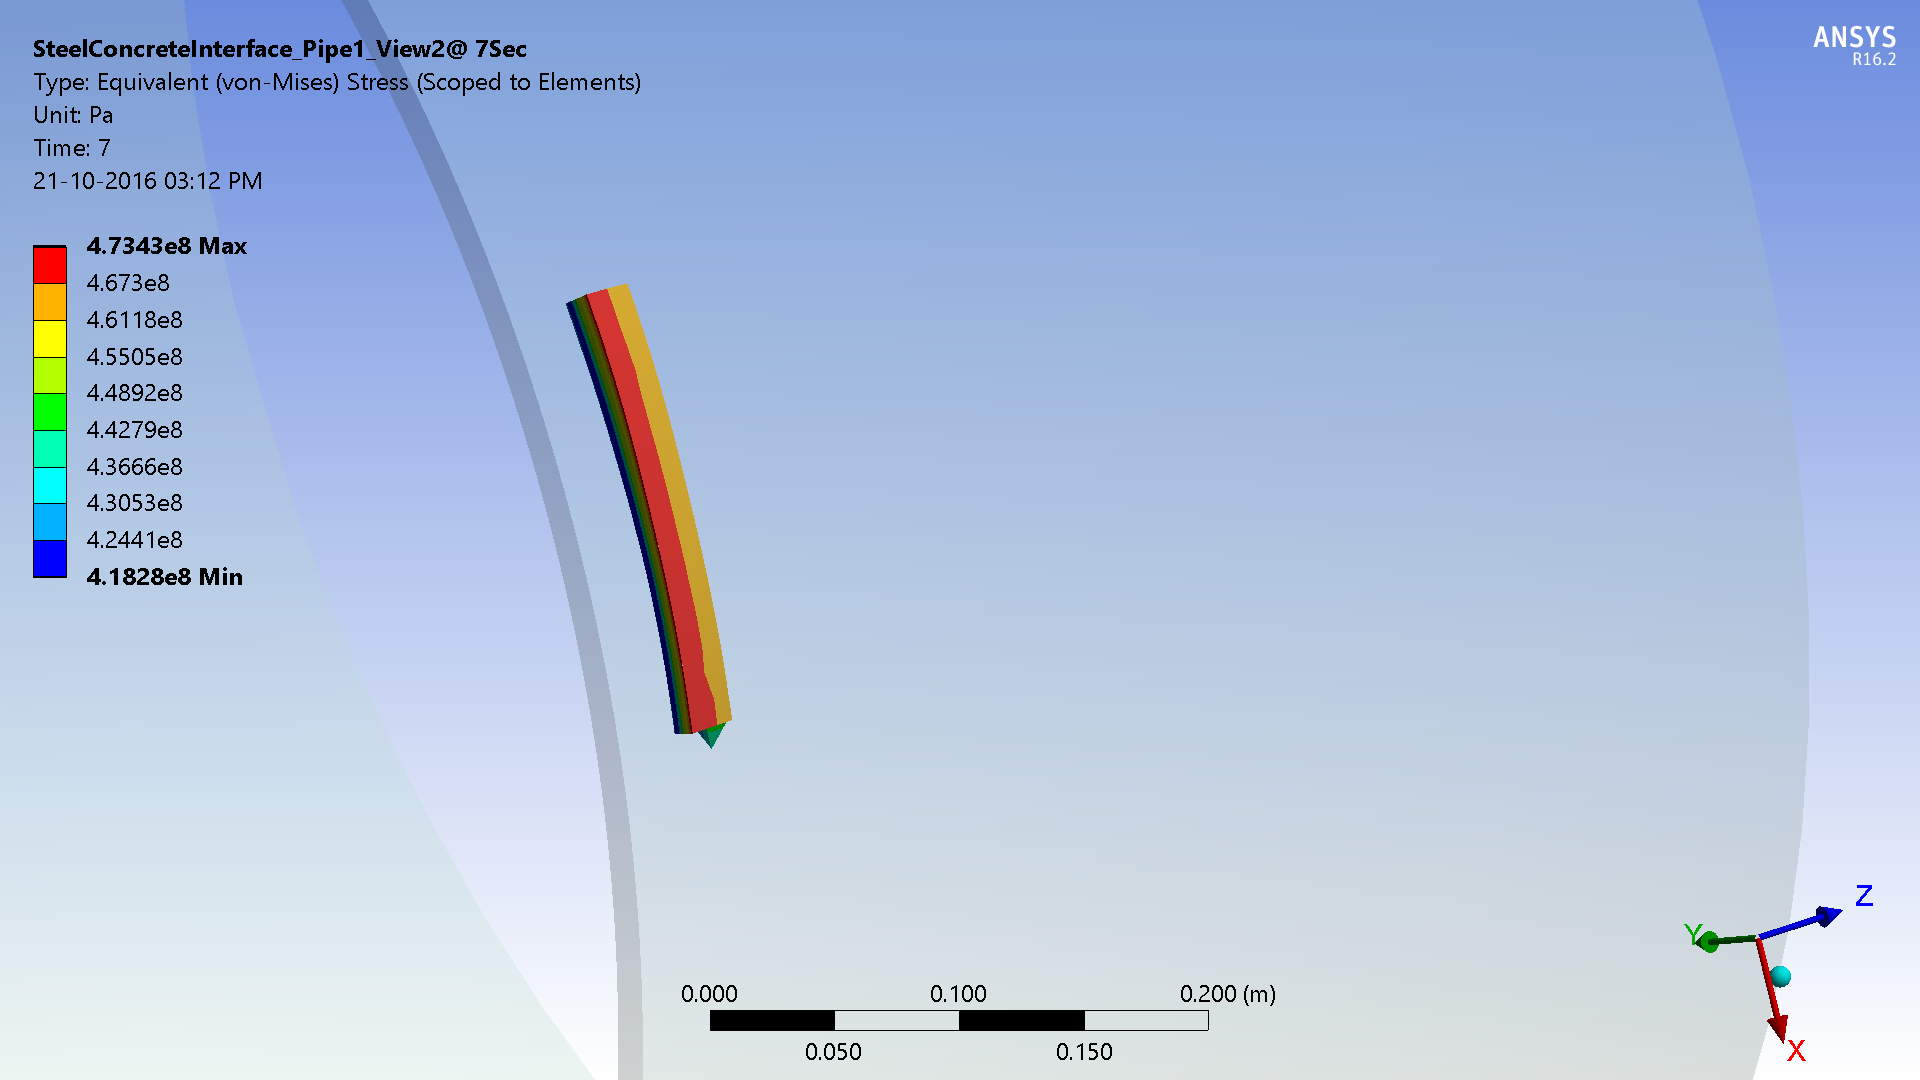 SteelConcreteInterface_Pipe1_View2@ 7Sec
Type: Equivalent (von-Mises) Stress (Scoped to Elements)
Unit: Pa
Time: 7
21-10-2016 03:12 PM
ANSYS
R16.2
4.7343e8 Max
4.673e8
4.6118e8
4.5505e8
4.4892e8
4.4279e8
4.3666e8
4.3053e8
4.2441e8
4.1828e8 Min
Z
Y
X
0.000 0.100 0.200 (m)
0.050 0.150